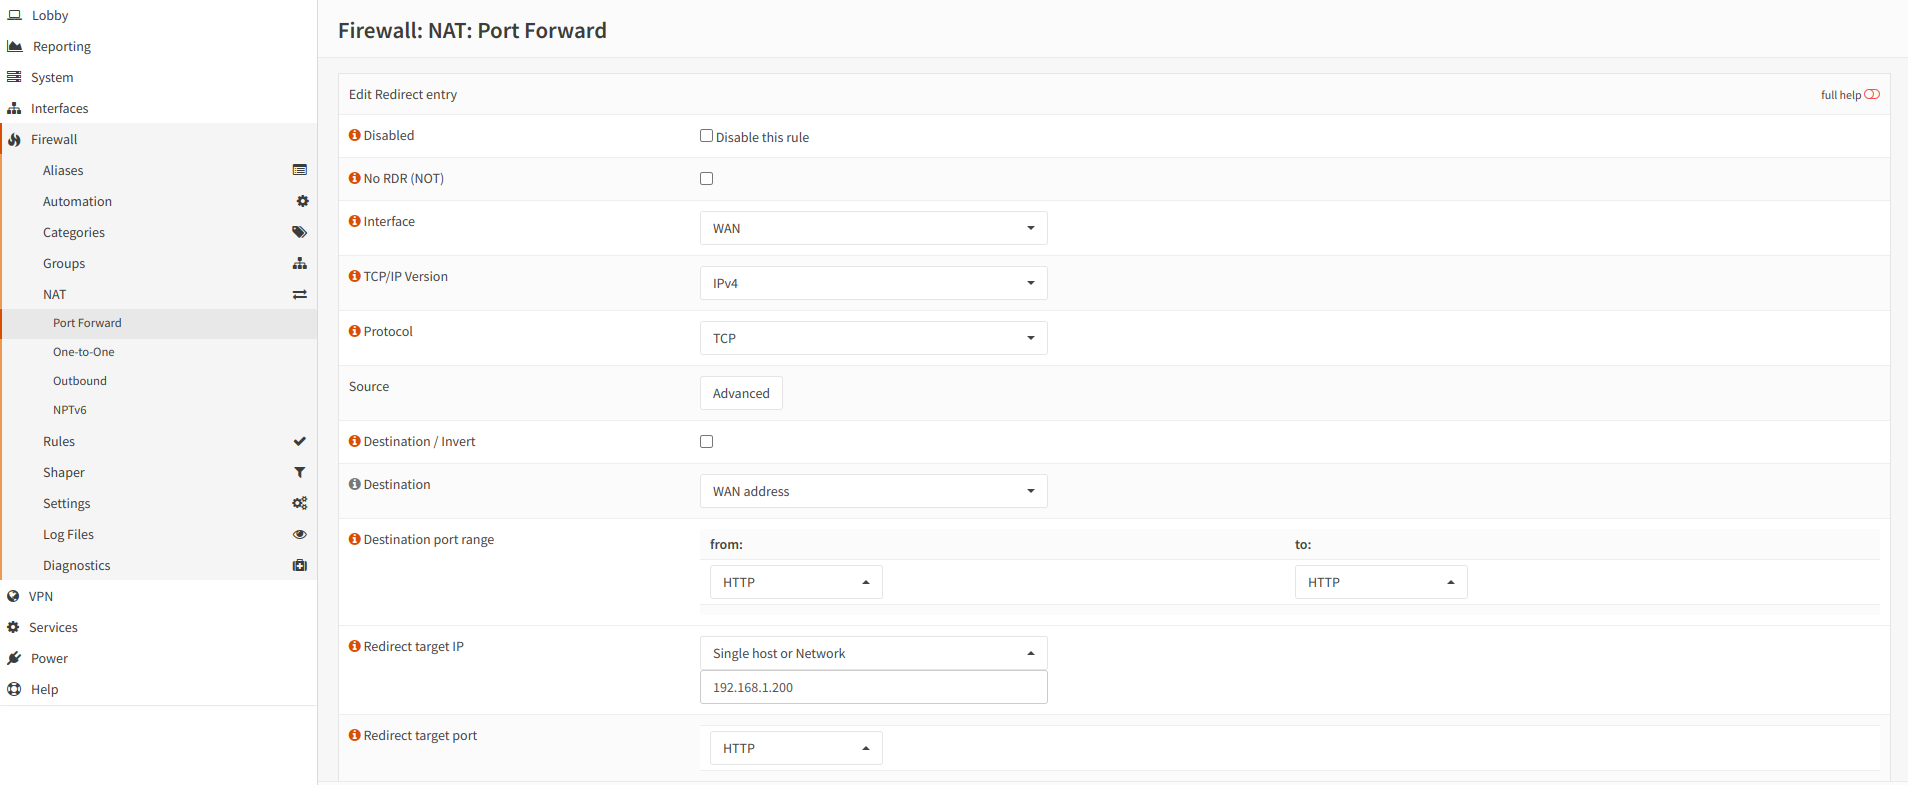 Lobby
Reporting
System
Interfaces
Firewall
Aliases
Automation
Categories
Groups
NAT
Port Forward
One-to-One
Outbound
NPTv6
Rules
Shaper
Settings
Log Files
Diagnostics
VPN
Services
Power
Help
Firewall: NAT: Port Forward
Edit Redirect entry full help
Disabled Disable this rule
No RDR (NOT)
Interface WAN
TCP/IP Version IPv4
Protocol TCP
Source Advanced
Destination / Invert
Destination WAN address
Destination port range from: to:
HTTP HTTP
Redirect target IP Single host or Network
192.168.1.200
Redirect target port HTTP